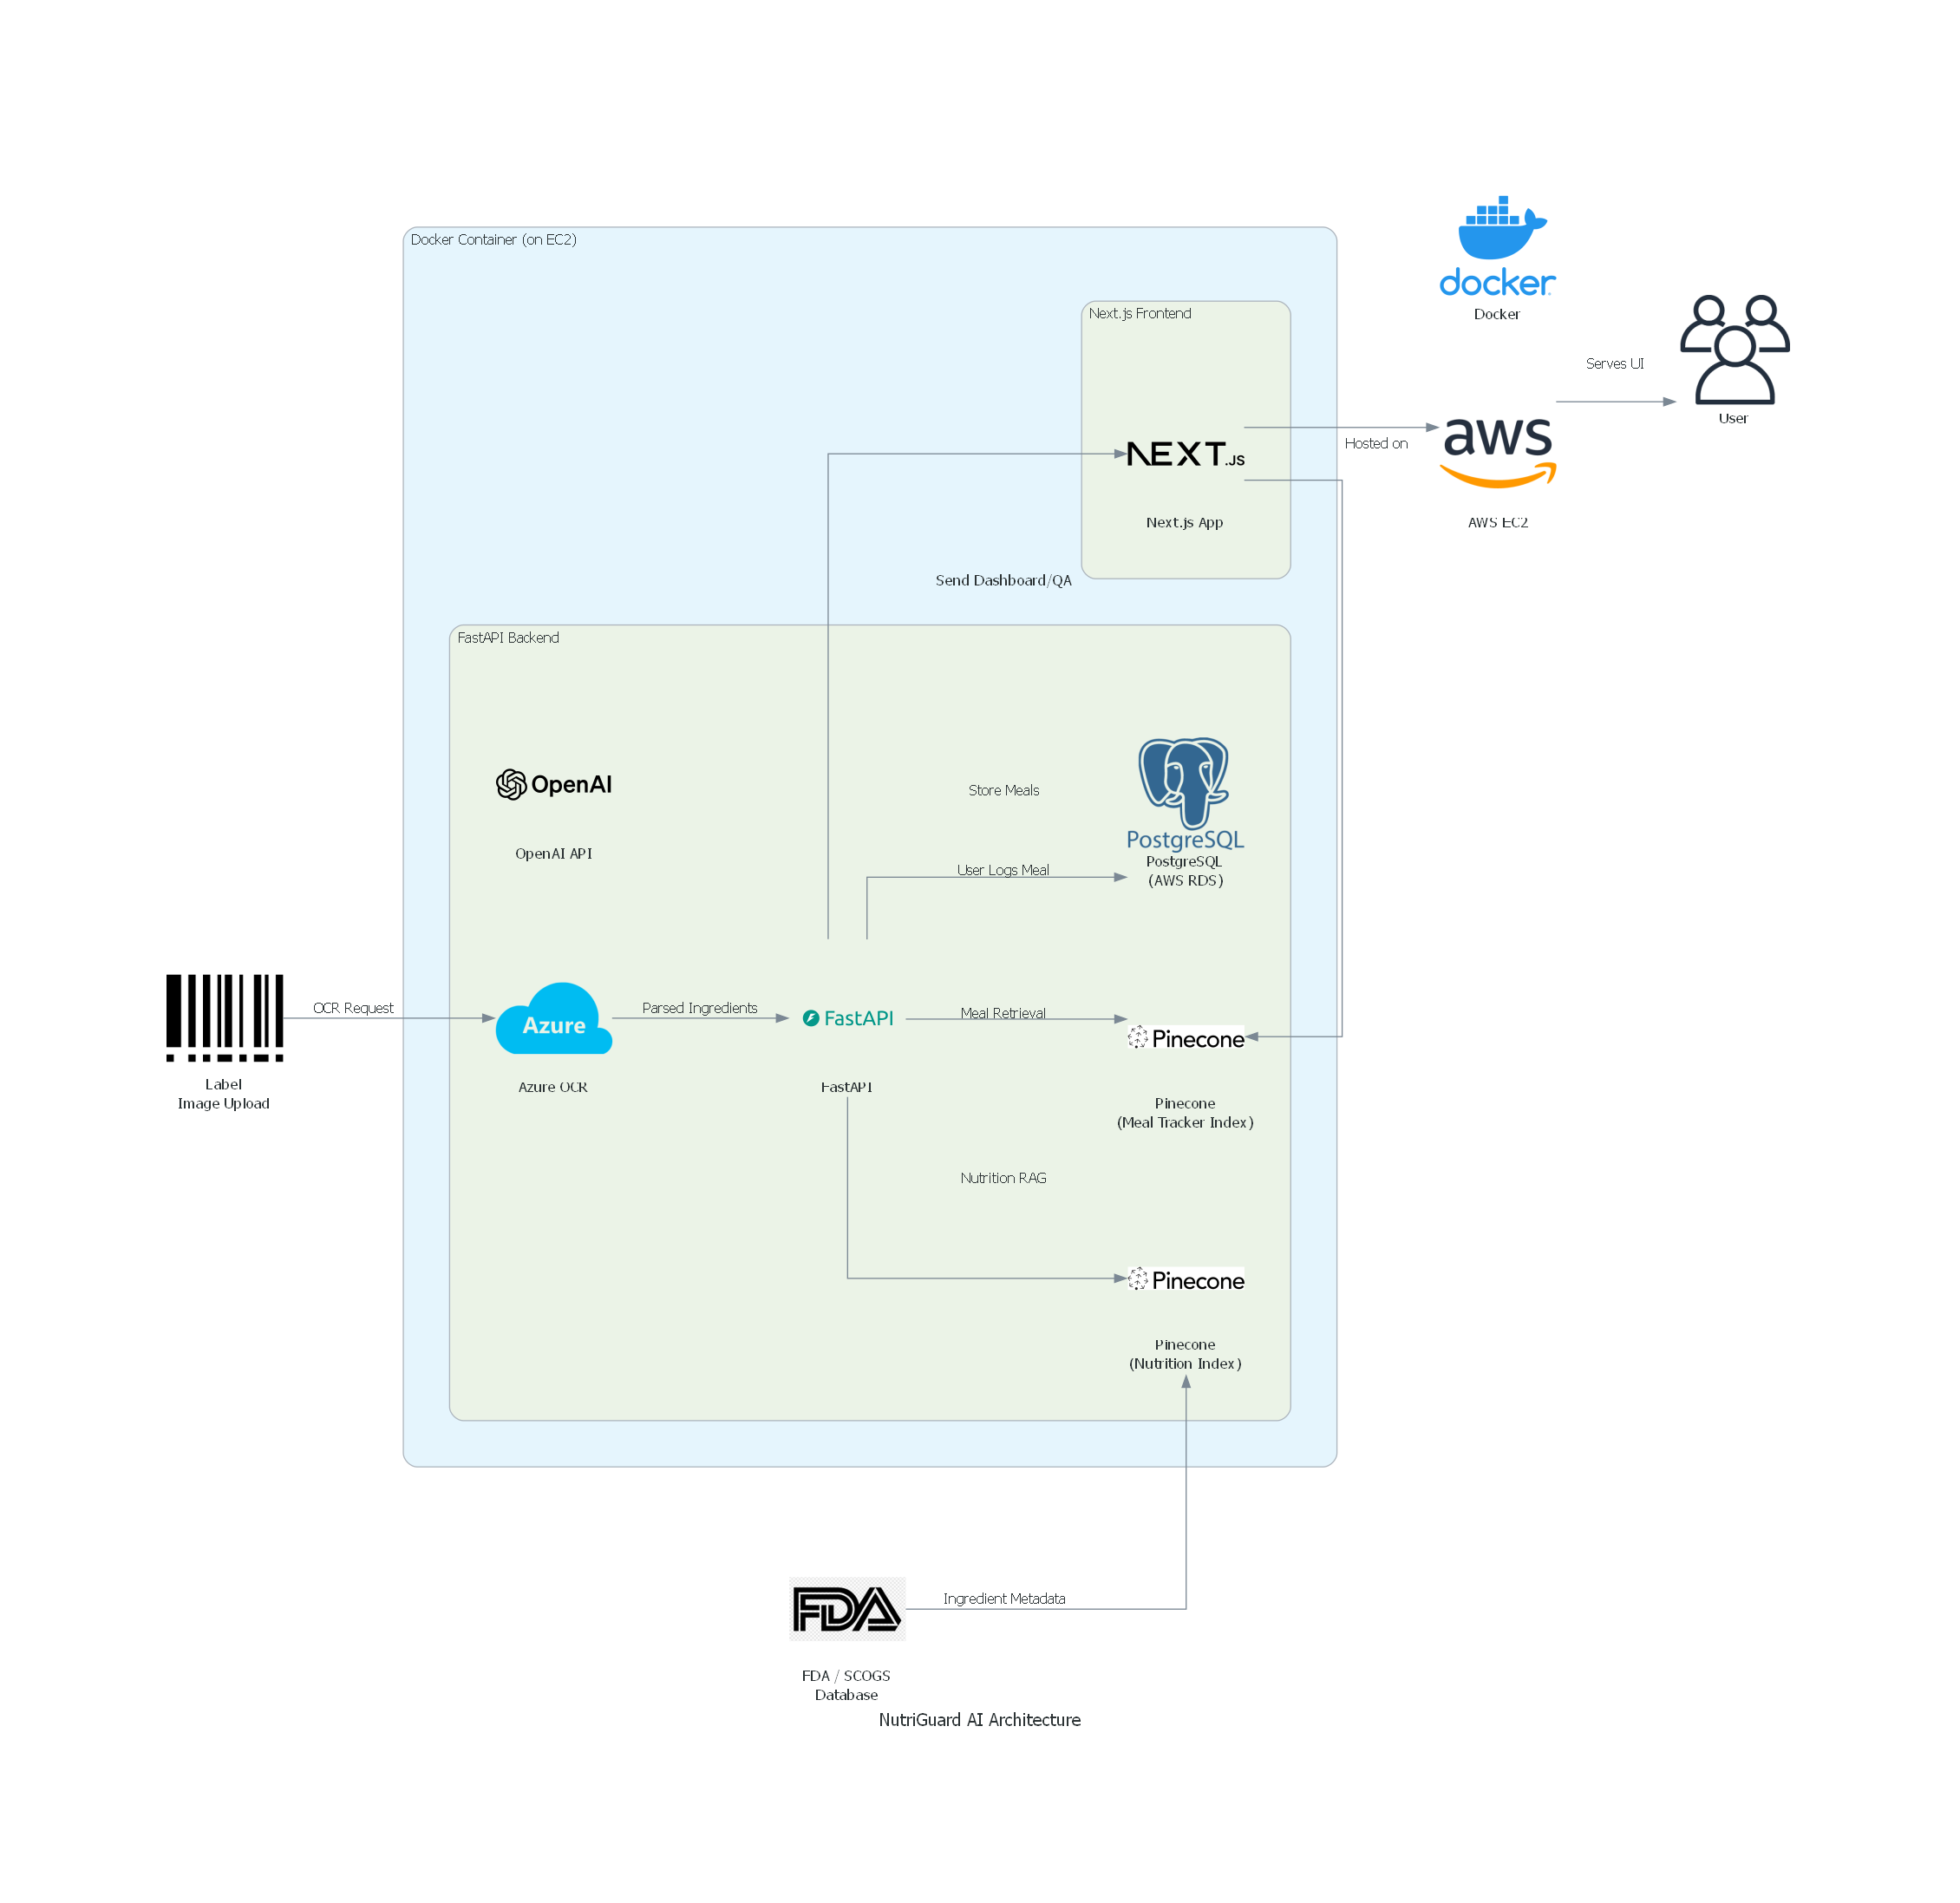 Docker Container (on EC2)
docker
Docker
Next.js Frontend
Serves UI
User
NEXT.JS
Next.js App
Hosted on
aws
AWS EC2
Send Dashboard/QA
FastAPI Backend
OpenAI
OpenAI API
Store Meals
User Logs Meal
PostgreSQL
PostgreSQL
(AWS RDS)
Label
Image Upload
OCR Request
Azure
Azure OCR
Parsed Ingredients
FastAPI
FastAPI
Meal Retrieval
Pinecone
Pinecone
(Meal Tracker Index)
Nutrition RAG
Pinecone
Pinecone
(Nutrition Index)
FDA
Ingredient Metadata
FDA / SCOGS
Database
NutriGuard AI Architecture